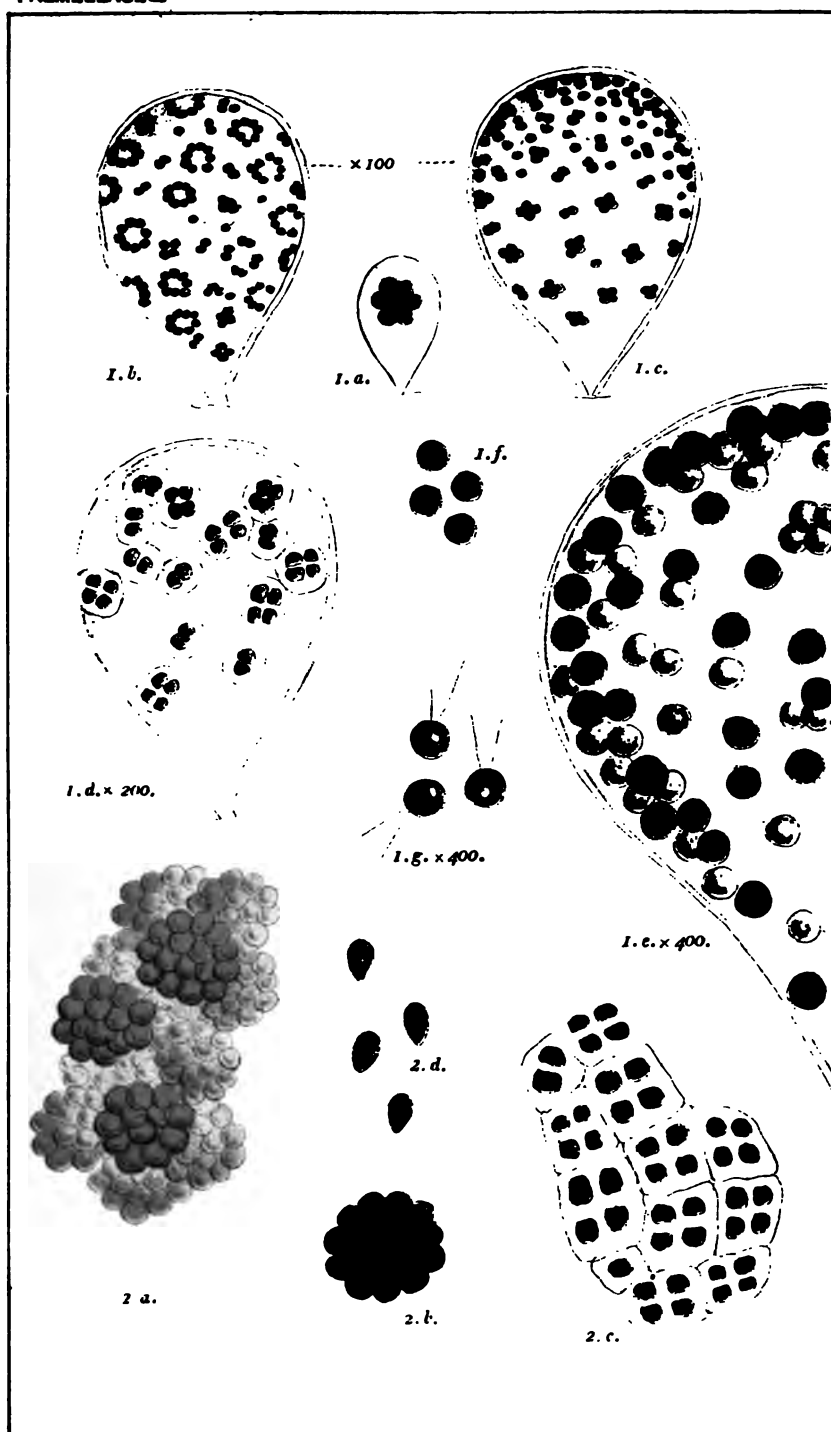 ×100
1.b.
1.a.
1.c.
1.f.
1.d. × 200.
1.g. × 400.
1.e. × 400.
2.d.
2 a.
2.b.
2.c.